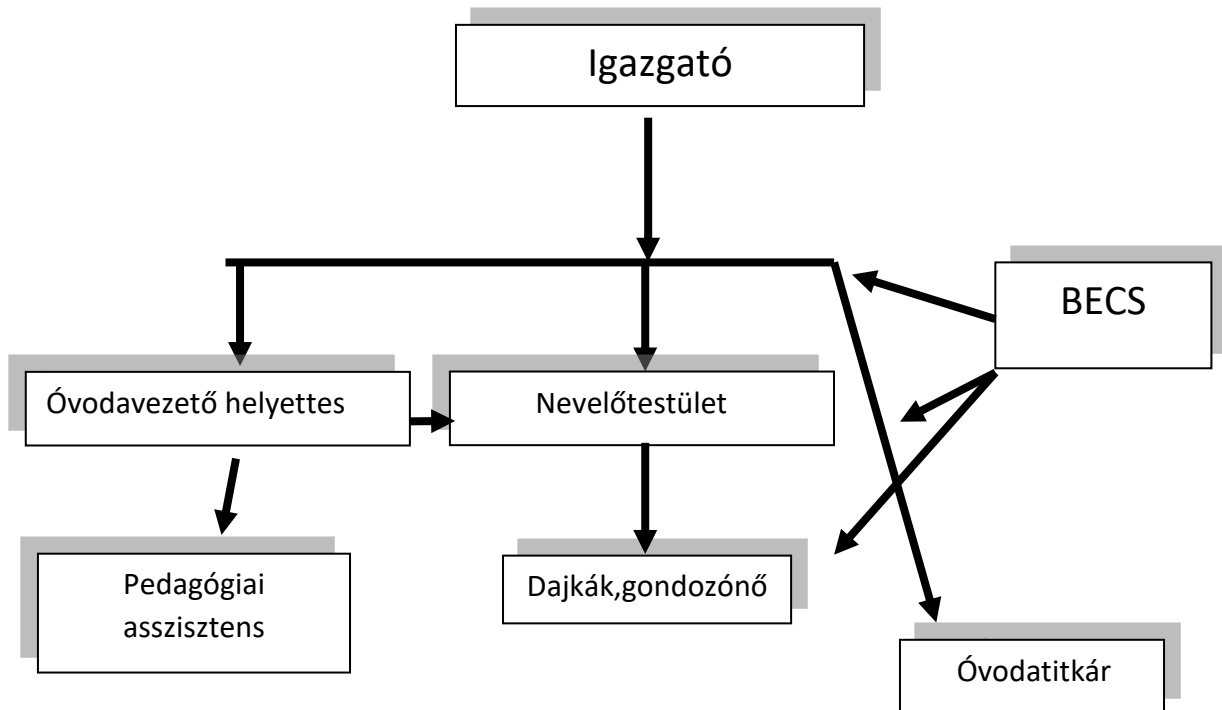 Igazgató
BECS
Óvodavezető helyettes
Nevelőtestület
Pedagógiai
asszisztens
Dajkák,gondozónő
Óvodatitkár